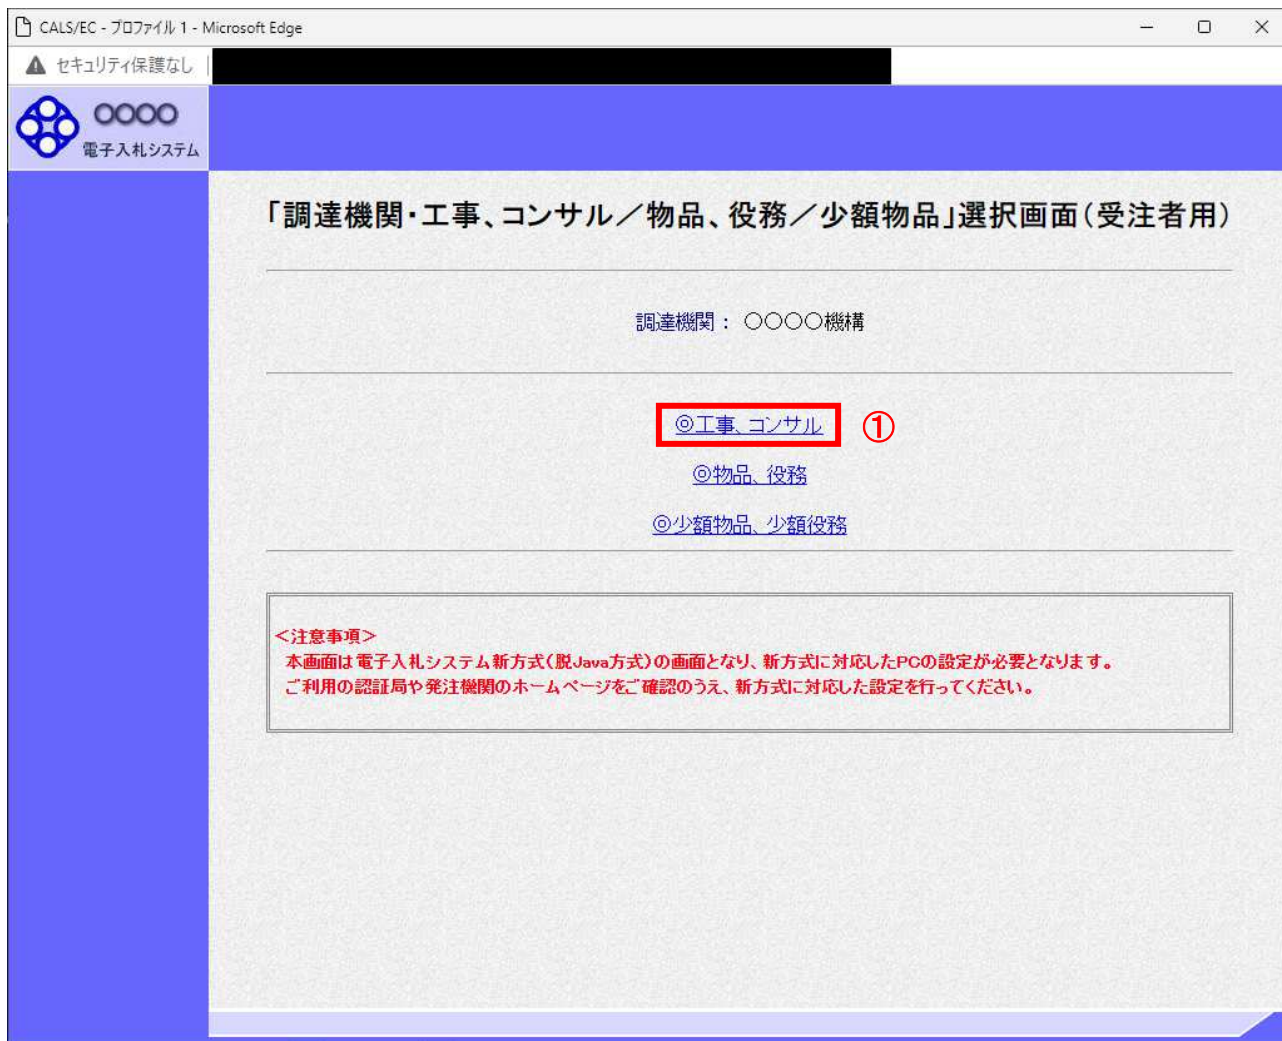 CALS/EC - プロファイル 1 - Microsoft Edge
セキュリティ保護なし
○○○○
電子入札システム
「調達機関・工事、コンサル／物品、役務／少額物品」選択画面（受注者用）
調達機関： ○○○○機構
◎工事、コンサル ①
◎物品、役務
◎少額物品、少額役務
＜注意事項＞
本画面は電子入札システム新方式（脱Java方式）の画面となり、新方式に対応したPCの設定が必要となります。
ご利用の認証局や発注機関のホームページをご確認のうえ、新方式に対応した設定を行ってください。